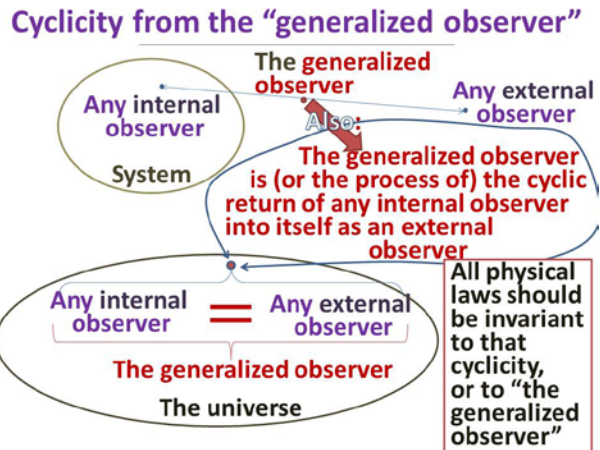 Cyclicity from the “generalized observer”
The generalized
observer
Any internal
observer
System
Any external
observer
Also:
The generalized observer
is (or the process of) the cyclic
return of any internal observer
into itself as an external
observer
Any internal
observer
=
Any external
observer
The generalized observer
The universe
All physical
laws should
be invariant
to that
cyclicity,
or to “the
generalized
observer”